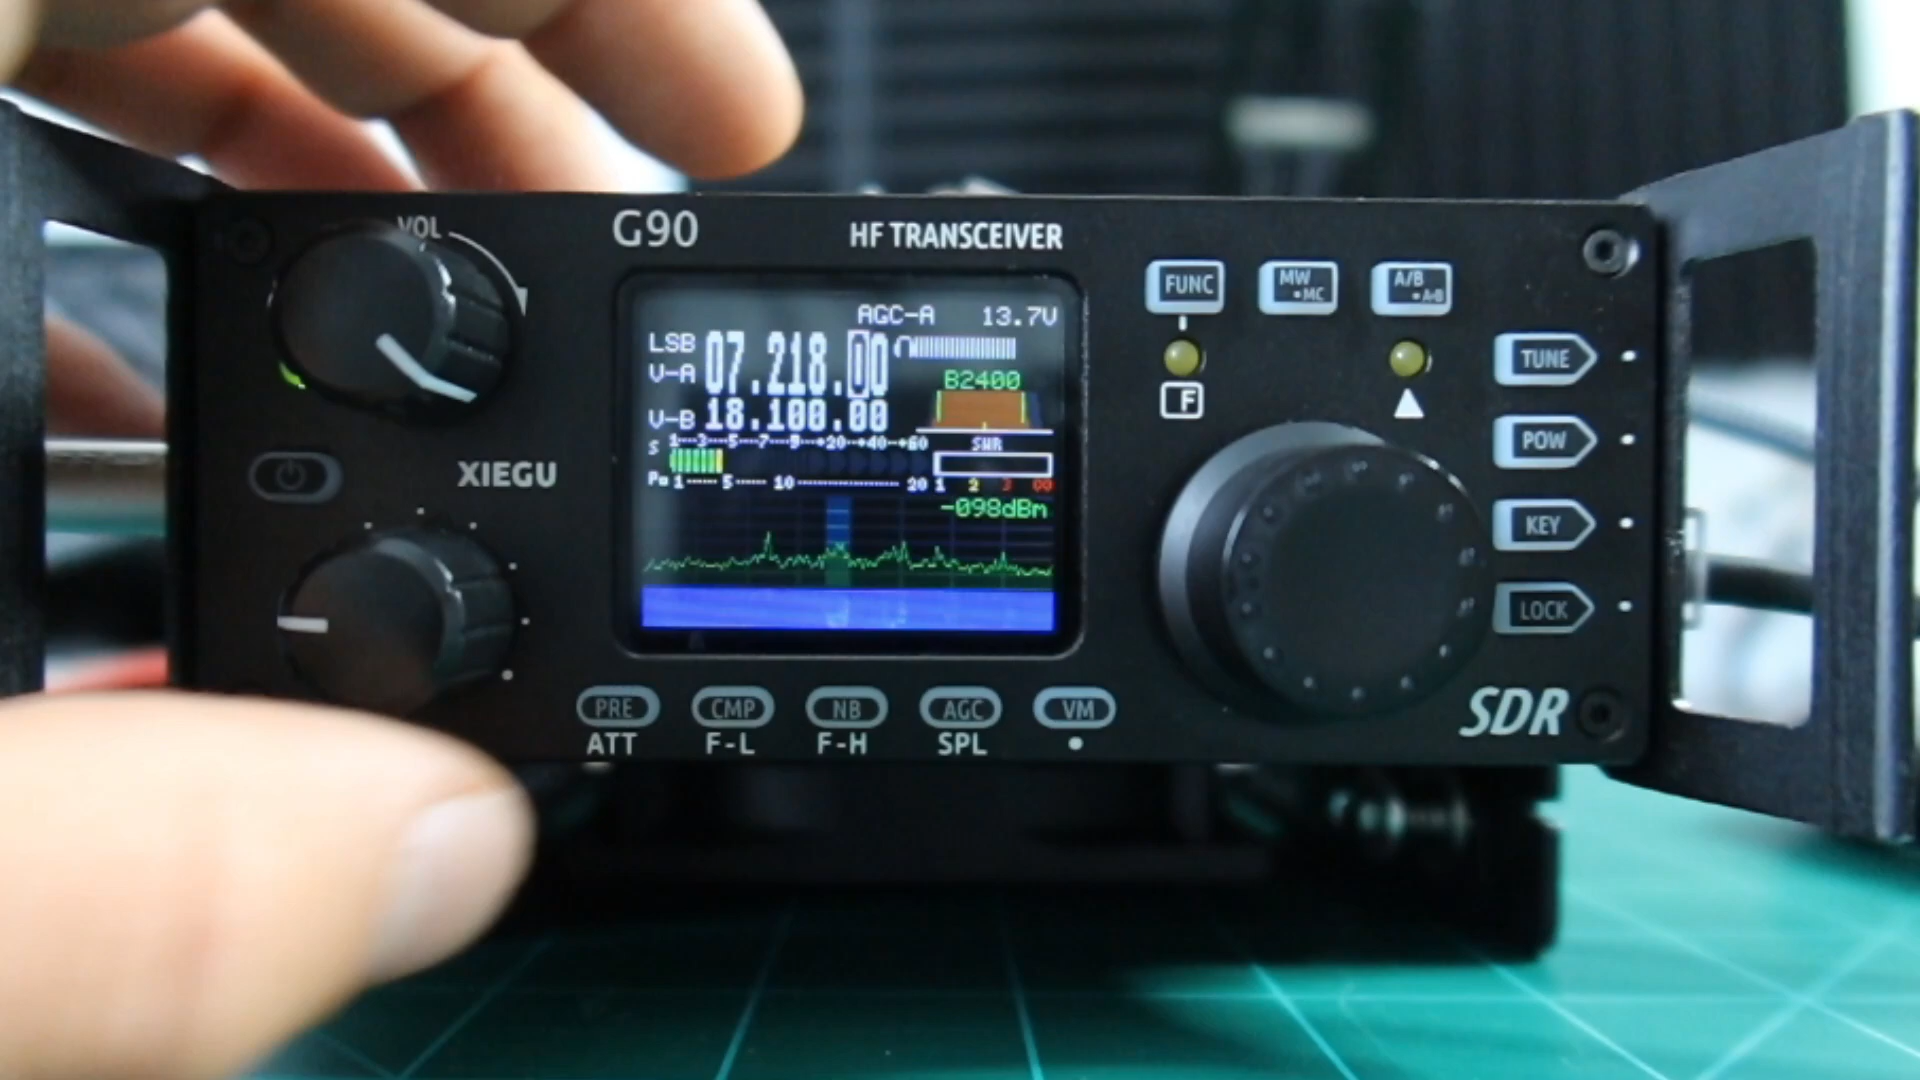 VOL
G90
HF TRANSCEIVER
FUNC
MW
•MC
A/B
•A=B
F
TUNE
POW
KEY
LOCK
XIEGU
AGC-A 13.7V
LSB 07.218.00
V-A
B2400
V-B 18.100.00
S 1 3 5 7 9 +20 +40 +60
SWR
Po 1 5 10 20
1 2 3 ∞
-098dBm
PRE CMP NB AGC VM
ATT F-L F-H SPL •
SDR